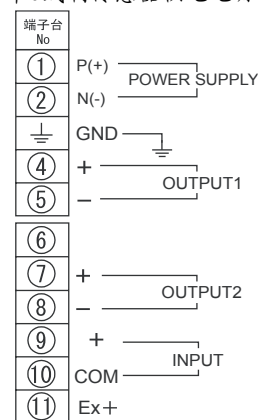 端子台
No
① P(+)
POWER SUPPLY
② N(-)
GND
④ +
OUTPUT1
⑤ −
⑥
⑦ +
OUTPUT2
⑧ −
⑨ +
INPUT
⑩ COM
⑪ Ex+